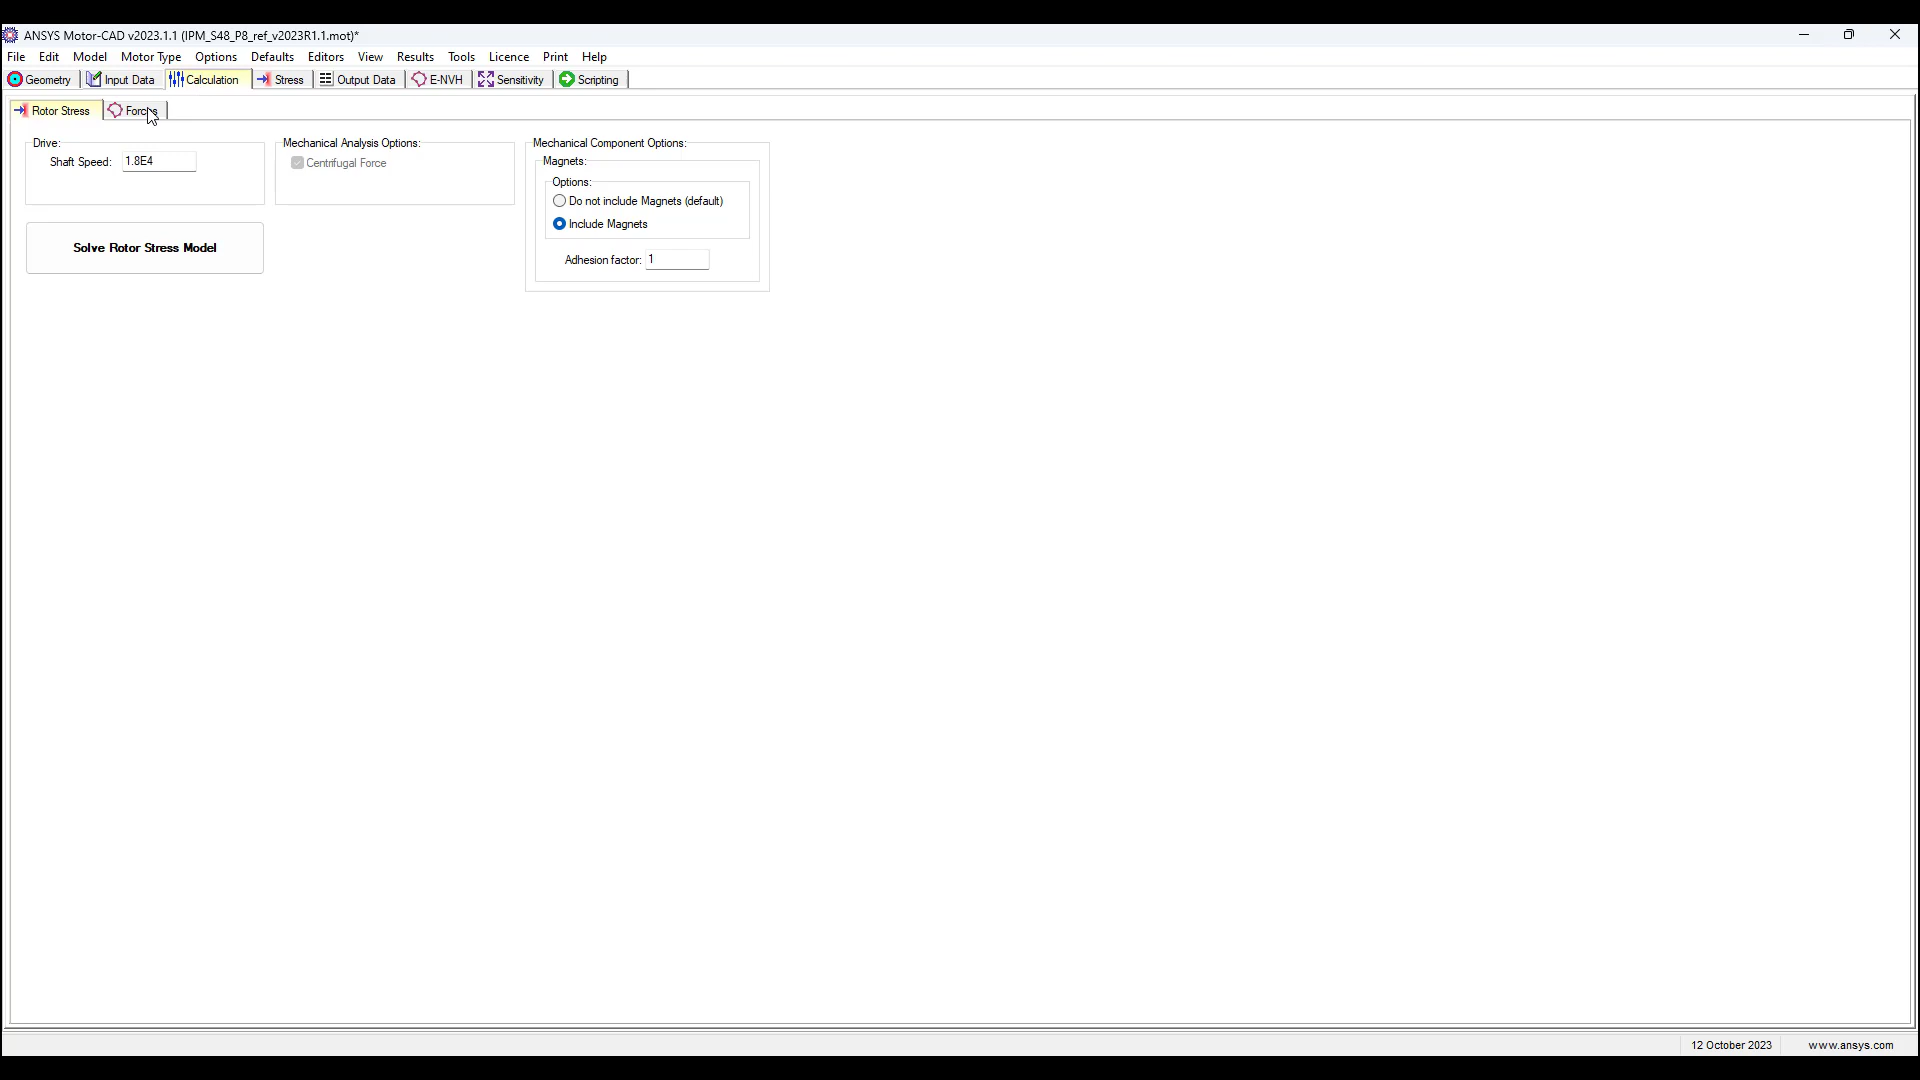 ANSYS Motor-CAD v2023.1.1 (IPM_S48_P8_ref_v2023R1.1.mot)*
File Edit Model Motor Type Options Defaults Editors View Results Tools Licence Print Help
Geometry Input Data Calculation Stress Output Data E-NVH Sensitivity Scripting
Rotor Stress Forces
Drive:
Shaft Speed: 1.8E4
Solve Rotor Stress Model
Mechanical Analysis Options:
Centrifugal Force
Mechanical Component Options:
Magnets:
Options:
Do not include Magnets (default)
Include Magnets
Adhesion factor: 1
12 October 2023 www.ansys.com